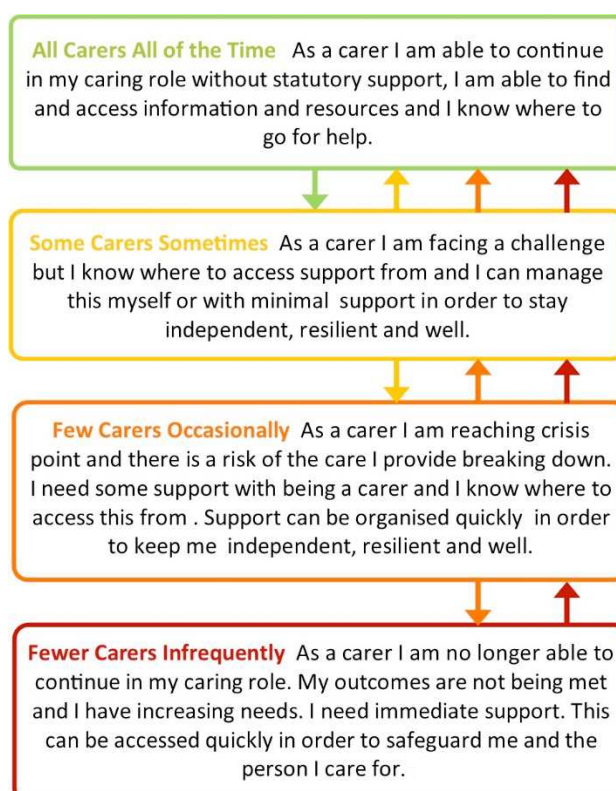 All Carers All of the Time As a carer I am able to continue
in my caring role without statutory support, I am able to find
and access information and resources and I know where to
go for help.
Some Carers Sometimes As a carer I am facing a challenge
but I know where to access support from and I can manage
this myself or with minimal support in order to stay
independent, resilient and well.
Few Carers Occasionally As a carer I am reaching crisis
point and there is a risk of the care I provide breaking down.
I need some support with being a carer and I know where to
access this from . Support can be organised quickly in order
to keep me independent, resilient and well.
Fewer Carers Infrequently As a carer I am no longer able to
continue in my caring role. My outcomes are not being met
and I have increasing needs. I need immediate support. This
can be accessed quickly in order to safeguard me and the
person I care for.